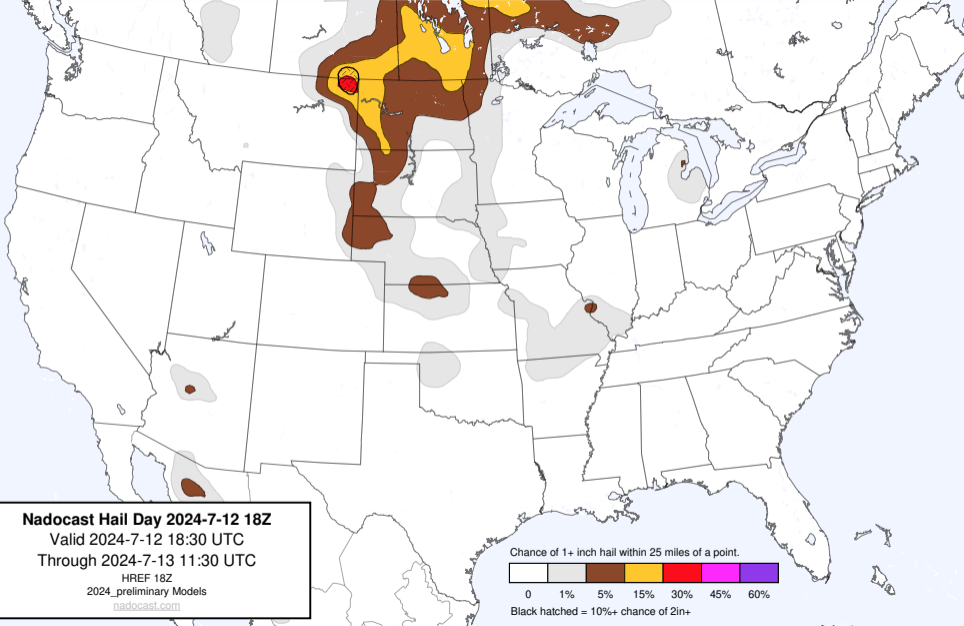 Nadocast Hail Day 2024-7-12 18Z
Valid 2024-7-12 18:30 UTC
Through 2024-7-13 11:30 UTC
HREF 18Z
2024_preliminary Models
nadocast.com
Chance of 1+ inch hail within 25 miles of a point.
0 1% 5% 15% 30% 45% 60%
Black hatched = 10%+ chance of 2in+